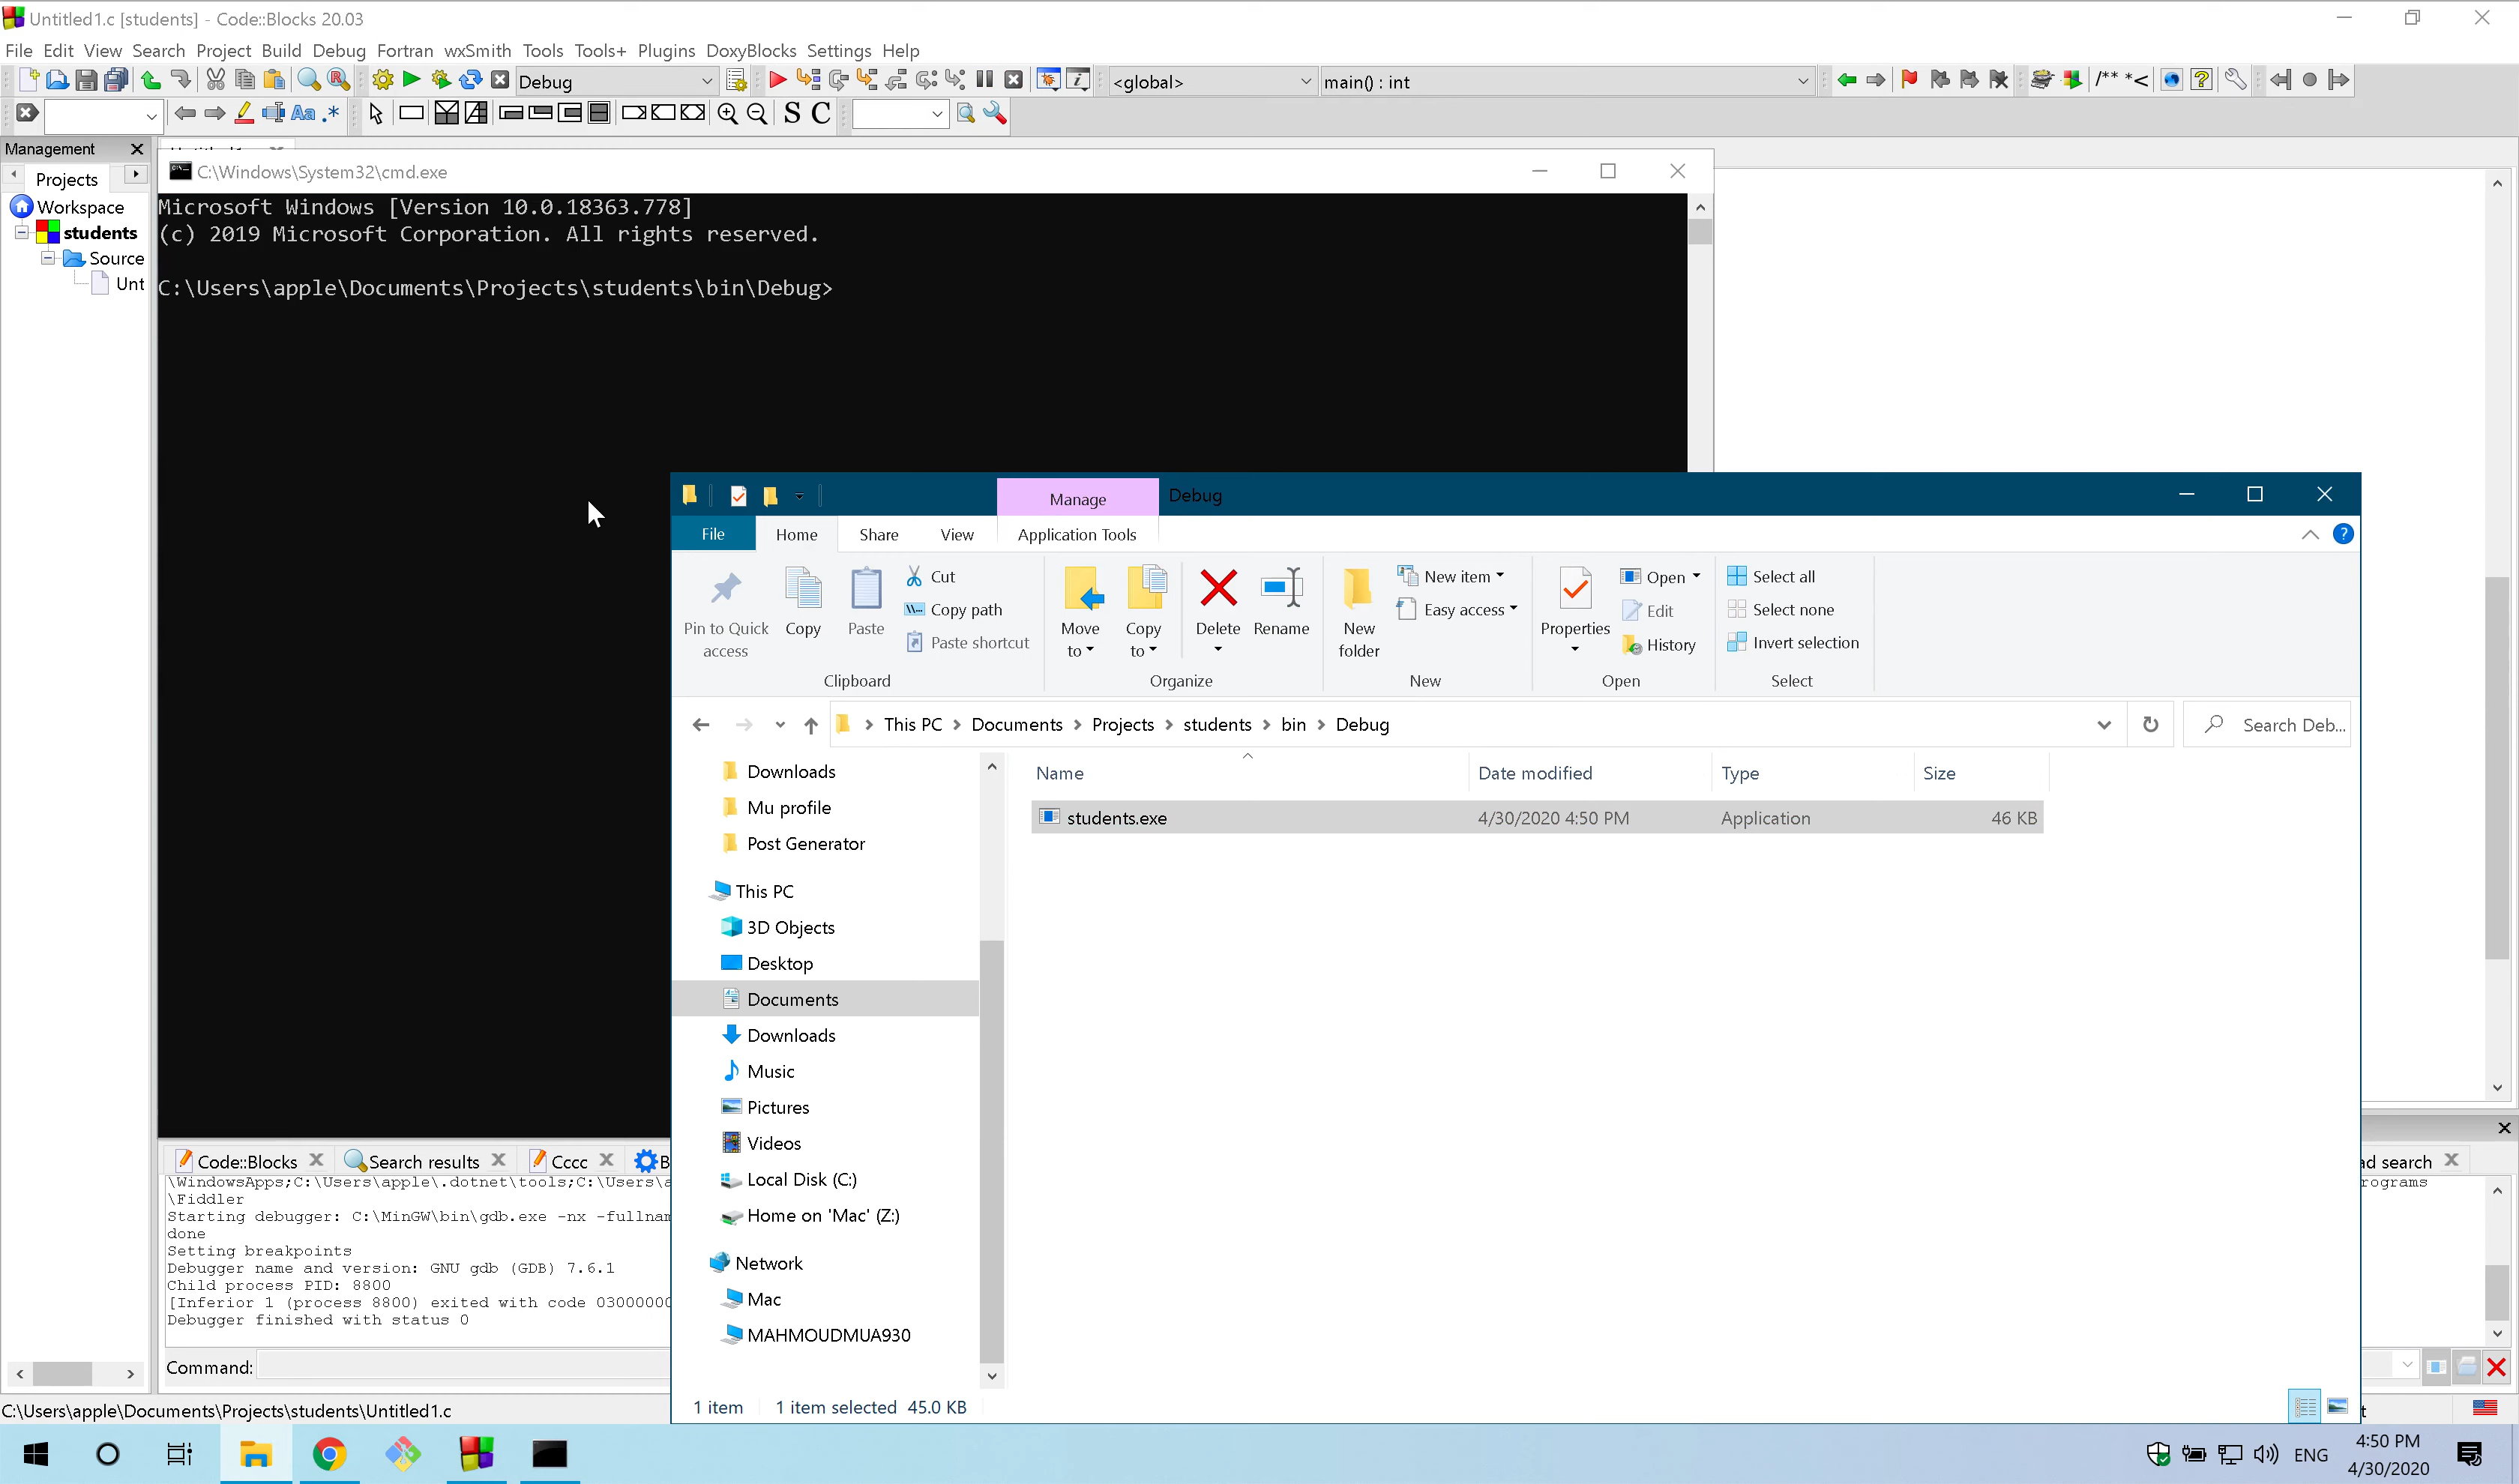 Untitled1.c [students] - Code::Blocks 20.03
File Edit View Search Project Build Debug Fortran wxSmith Tools Tools+ Plugins DoxyBlocks Settings Help
Debug
<global>
main() : int
/** *<
Aa .*
S C
Management
Projects
Workspace
students
Source
Unt
C:\Windows\System32\cmd.exe
Microsoft Windows [Version 10.0.18363.778]
(c) 2019 Microsoft Corporation. All rights reserved.
C:\Users\apple\Documents\Projects\students\bin\Debug>
Manage
Debug
File
Home
Share
View
Application Tools
Pin to Quick access
Copy
Paste
Cut
Copy path
Paste shortcut
Clipboard
Move to
Copy to
Delete
Rename
Organize
New folder
New item
Easy access
New
Properties
Open
Edit
History
Open
Select all
Select none
Invert selection
Select
This PC > Documents > Projects > students > bin > Debug
Search Deb...
Name
Date modified
Type
Size
students.exe
4/30/2020 4:50 PM
Application
46 KB
Downloads
Mu profile
Post Generator
This PC
3D Objects
Desktop
Documents
Downloads
Music
Pictures
Videos
Local Disk (C:)
Home on 'Mac' (Z:)
Network
Mac
MAHMOUDMUA930
1 item
1 item selected 45.0 KB
Code::Blocks
Search results
Cccc
B
ad search
\WindowsApps;C:\Users\apple\.dotnet\tools;C:\Users\a
rograms
\Fiddler
Starting debugger: C:\MinGW\bin\gdb.exe -nx -fullnam
done
Setting breakpoints
Debugger name and version: GNU gdb (GDB) 7.6.1
Child process PID: 8800
[Inferior 1 (process 8800) exited with code 03000000
Debugger finished with status 0
Command:
C:\Users\apple\Documents\Projects\students\Untitled1.c
t
ENG
4:50 PM
4/30/2020